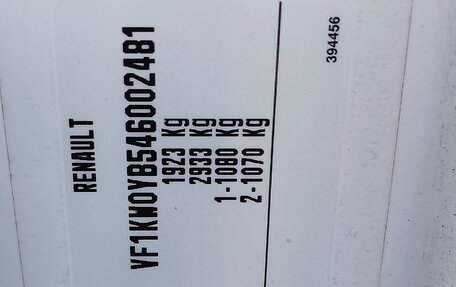 RENAULT
VF1KW0YB546002481
1923 Kg
2933 Kg
1-1080 Kg
2-1070 Kg
394456